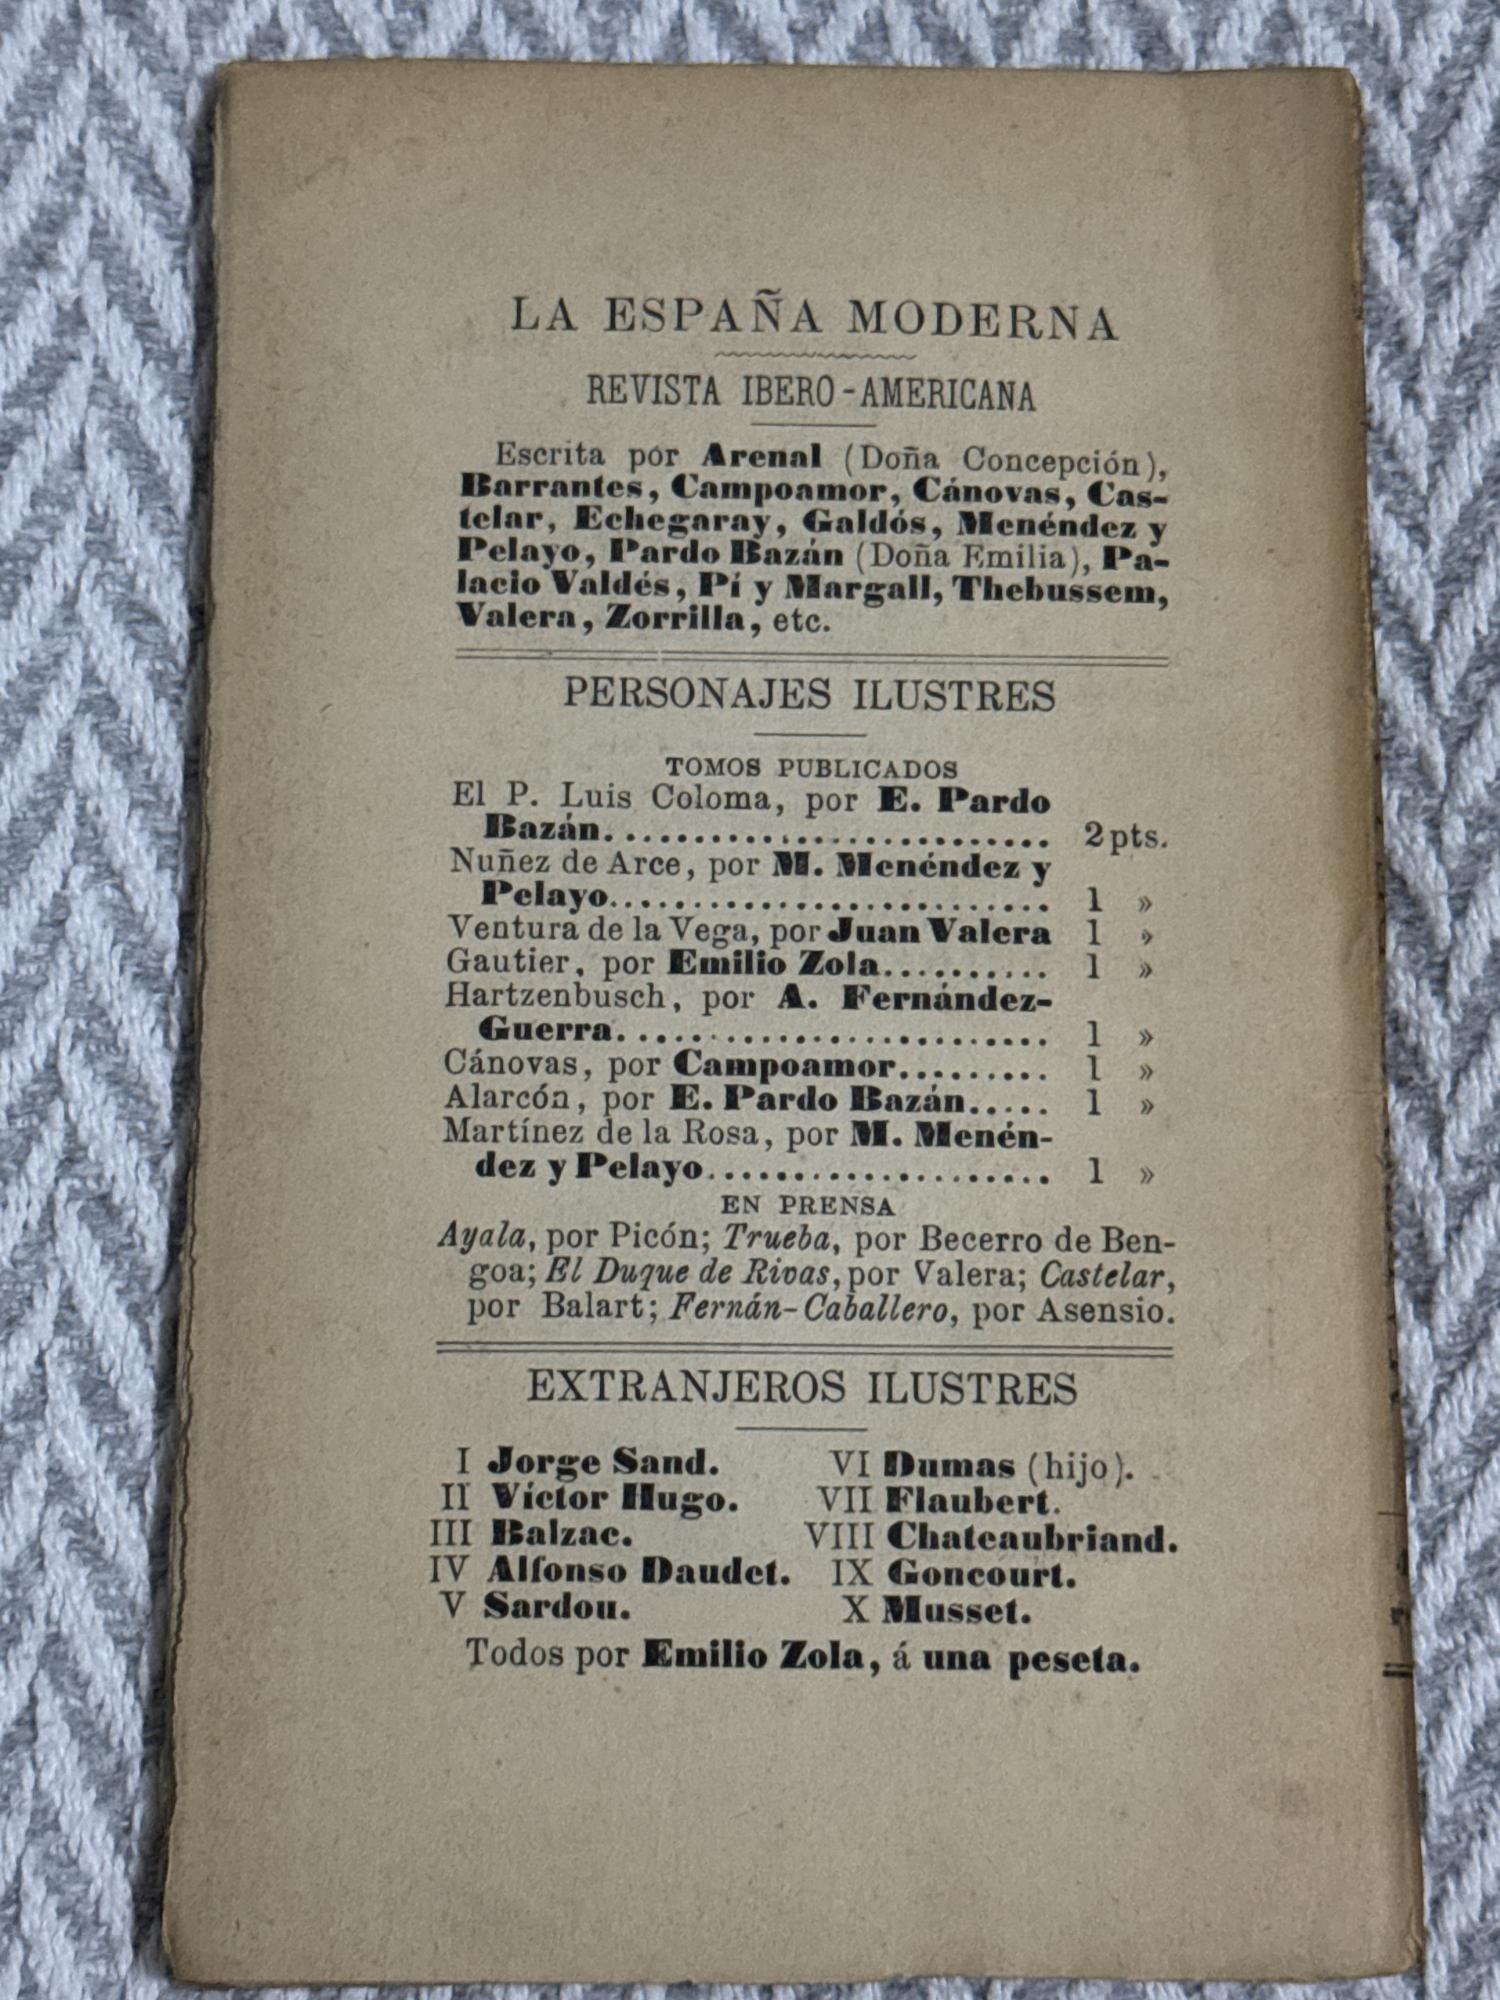 LA ESPAÑA MODERNA
REVISTA IBERO-AMERICANA
Escrita por Arenal (Doña Concepción),
Barrantes, Campoamor, Cánovas, Cas-
telar, Echegaray, Galdós, Menéndez y
Pelayo, Pardo Bazán (Doña Emilia), Pa-
lacio Valdés, Pí y Margall, Thebussem,
Valera, Zorrilla, etc.
PERSONAJES ILUSTRES
TOMOS PUBLICADOS
El P. Luis Coloma, por E. Pardo
Bazán........................... 2 pts.
Nuñez de Arce, por M. Menéndez y
Pelayo........................... 1 »
Ventura de la Vega, por Juan Valera 1 »
Gautier, por Emilio Zola.......... 1 »
Hartzenbusch, por A. Fernández-
Guerra.......................... 1 »
Cánovas, por Campoamor......... 1 »
Alarcón, por E. Pardo Bazán..... 1 »
Martínez de la Rosa, por M. Menén-
dez y Pelayo..................... 1 »
EN PRENSA
Ayala, por Picón; Trueba, por Becerro de Ben-
goa; El Duque de Rivas, por Valera; Castelar,
por Balart; Fernán-Caballero, por Asensio.
EXTRANJEROS ILUSTRES
I Jorge Sand.
II Víctor Hugo.
III Balzac.
IV Alfonso Daudet.
V Sardou.
VI Dumas (hijo).
VII Flaubert.
VIII Chateaubriand.
IX Goncourt.
X Musset.
Todos por Emilio Zola, á una peseta.